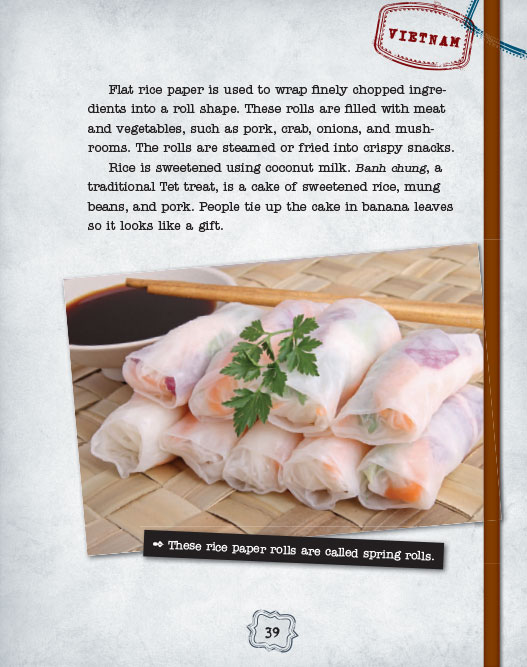 VIETNAM
Flat rice paper is used to wrap finely chopped ingre-
dients into a roll shape. These rolls are filled with meat
and vegetables, such as pork, crab, onions, and mush-
rooms. The rolls are steamed or fried into crispy snacks.
Rice is sweetened using coconut milk. Banh chung, a
traditional Tet treat, is a cake of sweetened rice, mung
beans, and pork. People tie up the cake in banana leaves
so it looks like a gift.
These rice paper rolls are called spring rolls.
39